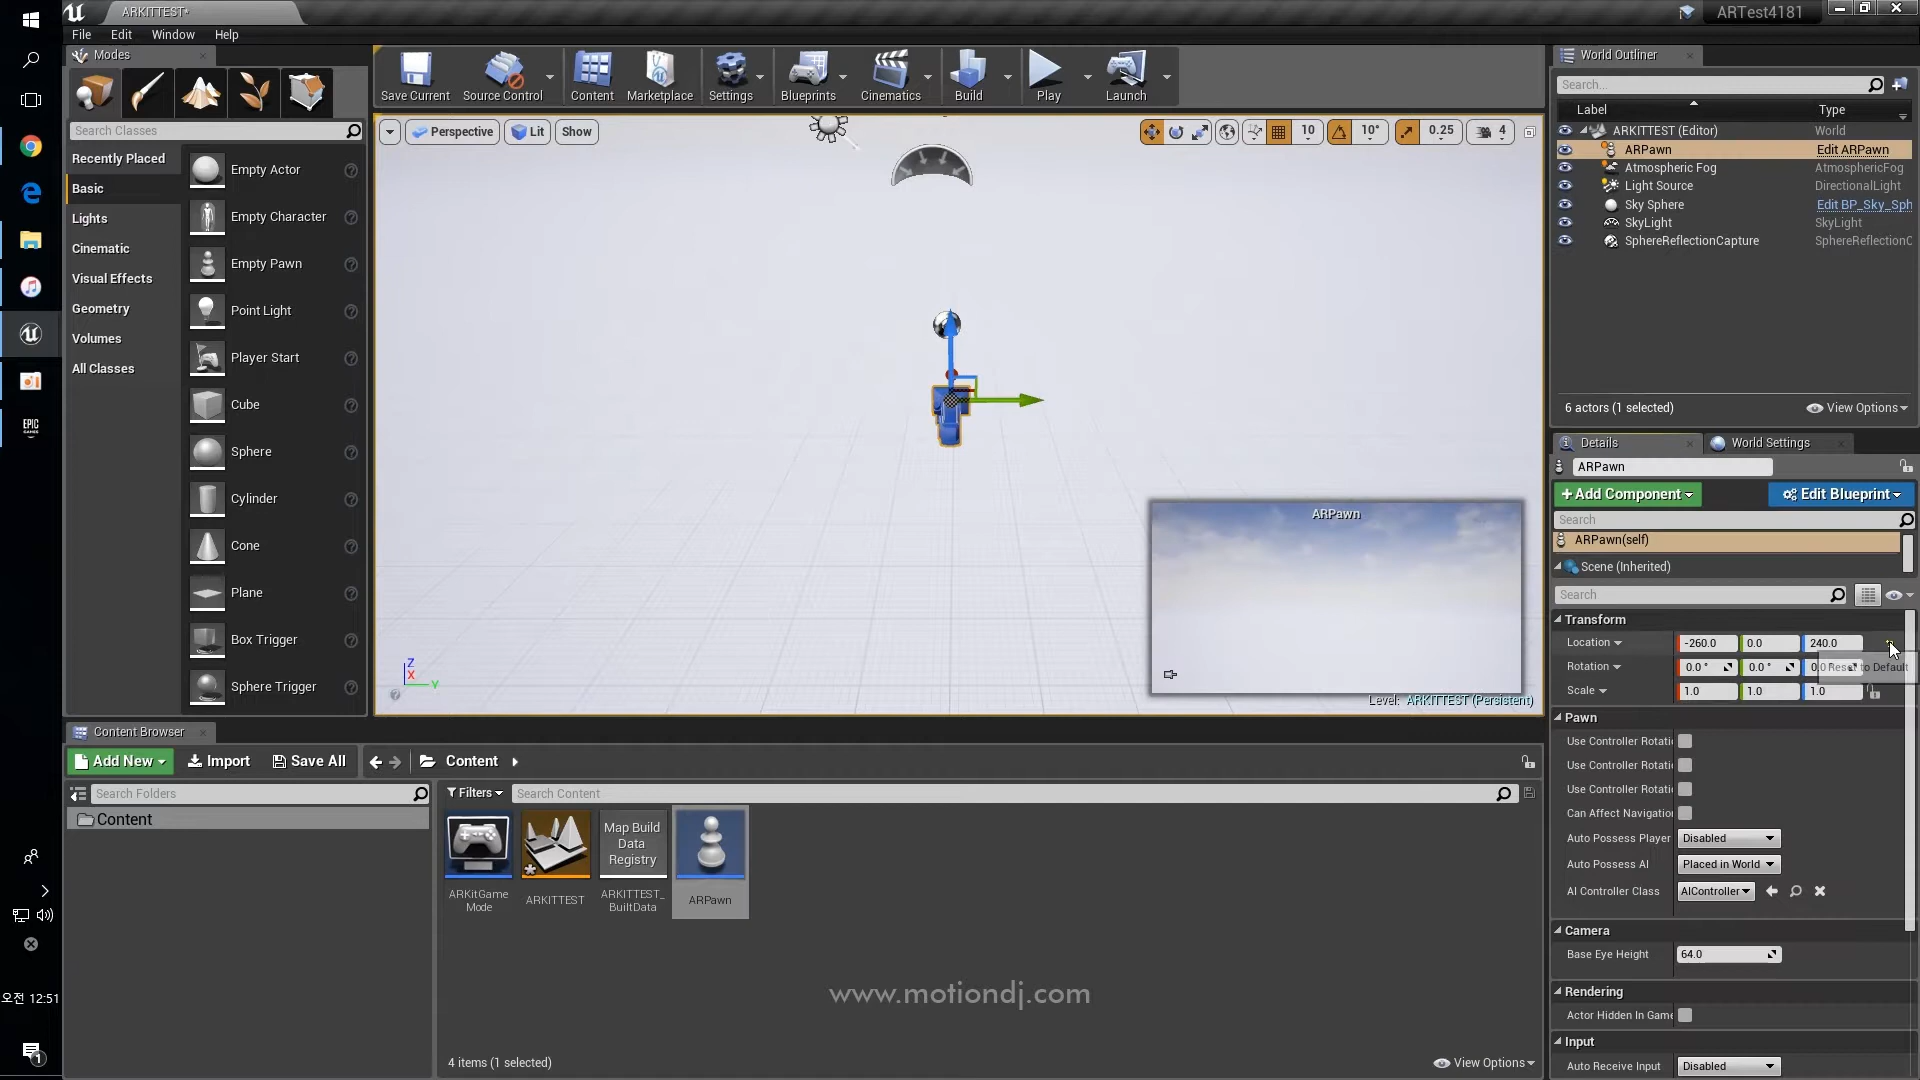 ARKITTEST*
ARTest4181
File Edit Window Help
Modes
Search Classes
Recently Placed
Basic
Lights
Cinematic
Visual Effects
Geometry
Volumes
All Classes
Empty Actor
Empty Character
Empty Pawn
Point Light
Player Start
Cube
Sphere
Cylinder
Cone
Plane
Box Trigger
Sphere Trigger
Save Current Source Control Content Marketplace Settings Blueprints Cinematics Build Play Launch
Perspective Lit Show
10 10° 0.25 4
ARPawn
Z
X
Y
Level: ARKITTEST (Persistent)
World Outliner
Search...
Label Type
ARKITTEST (Editor) World
ARPawn Edit ARPawn
Atmospheric Fog AtmosphericFog
Light Source DirectionalLight
Sky Sphere Edit BP_Sky_Sph
SkyLight SkyLight
SphereReflectionCapture SphereReflectionC
6 actors (1 selected) View Options
Details World Settings
ARPawn
+Add Component Edit Blueprint
Search
ARPawn(self)
Scene (Inherited)
Search
Transform
Location -260.0 0.0 240.0
Rotation 0.0 ° 0.0 ° 0.0 Reset to Default
Scale 1.0 1.0 1.0
Pawn
Use Controller Rotati
Use Controller Rotati
Use Controller Rotati
Can Affect Navigation
Auto Possess Player Disabled
Auto Possess AI Placed in World
AI Controller Class AIController
Camera
Base Eye Height 64.0
Rendering
Actor Hidden In Game
Input
Auto Receive Input Disabled
Content Browser
Add New Import Save All Content
Search Folders
Content
Filters Search Content
Map Build
Data
Registry
ARKitGame
Mode
ARKITTEST
ARKITTEST_
BuiltData
ARPawn
www.motiondj.com
4 items (1 selected) View Options
EPIC
GAMES
오전 12:51
1